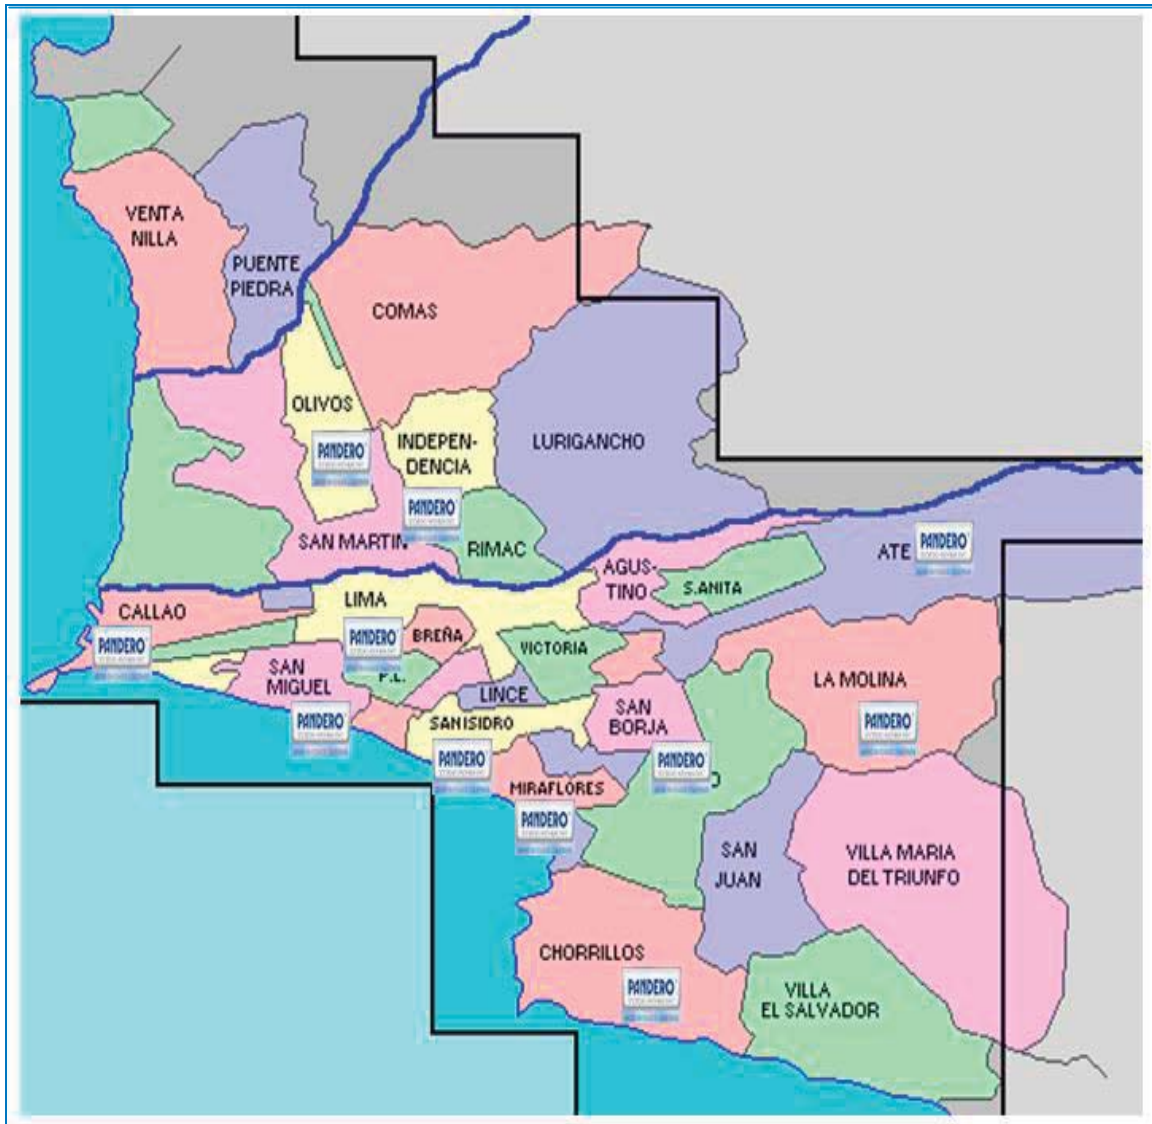 VENTA
NILLA
PUENTE
PIEDRA
COMAS
OLIVOS
PANDERO
INDEPEN-
DENCIA
LURIGANCHO
PANDERO
SAN MARTIN
RIMAC
ATE
PANDERO
AGUS-
TINO
S.ANITA
CALLAO
LIMA
PANDERO
PANDERO
BREÑA
VICTORIA
SAN
MIGUEL
P.L.
LINCE
SAN
BORJA
LA MOLINA
PANDERO
PANDERO
SANISIDRO
PANDERO
PANDERO
O
MIRAFLORES
PANDERO
SAN
JUAN
VILLA MARIA
DEL TRIUNFO
CHORRILLOS
PANDERO
VILLA
EL SALVADOR